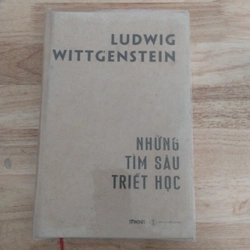 LUDWIG
WITTGENSTEIN
NHỮNG
TÌM SÂU
TRIẾT HỌC